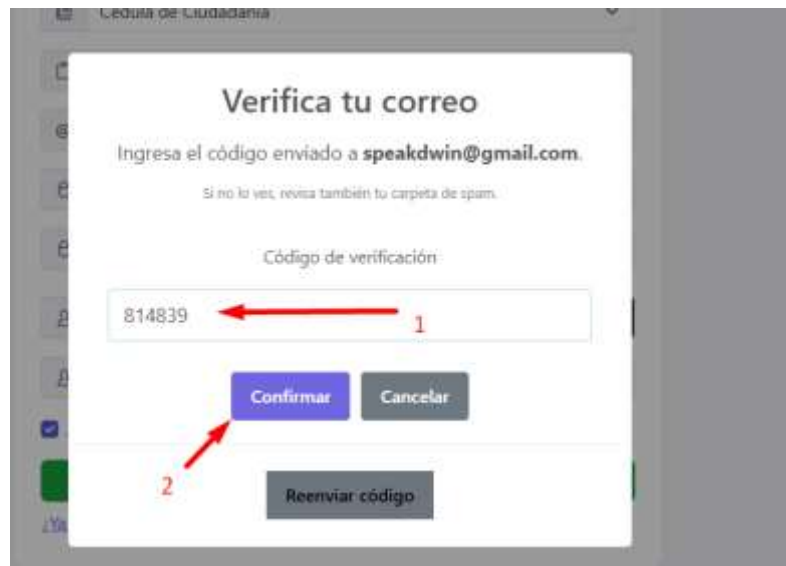 Cédula de Ciudadanía
Verifica tu correo
Ingresa el código enviado a speakdwin@gmail.com.
Si no lo ves, revisa también tu carpeta de spam.
Código de verificación
814839
1
Confirmar
Cancelar
2
Reenviar código
¿Ya